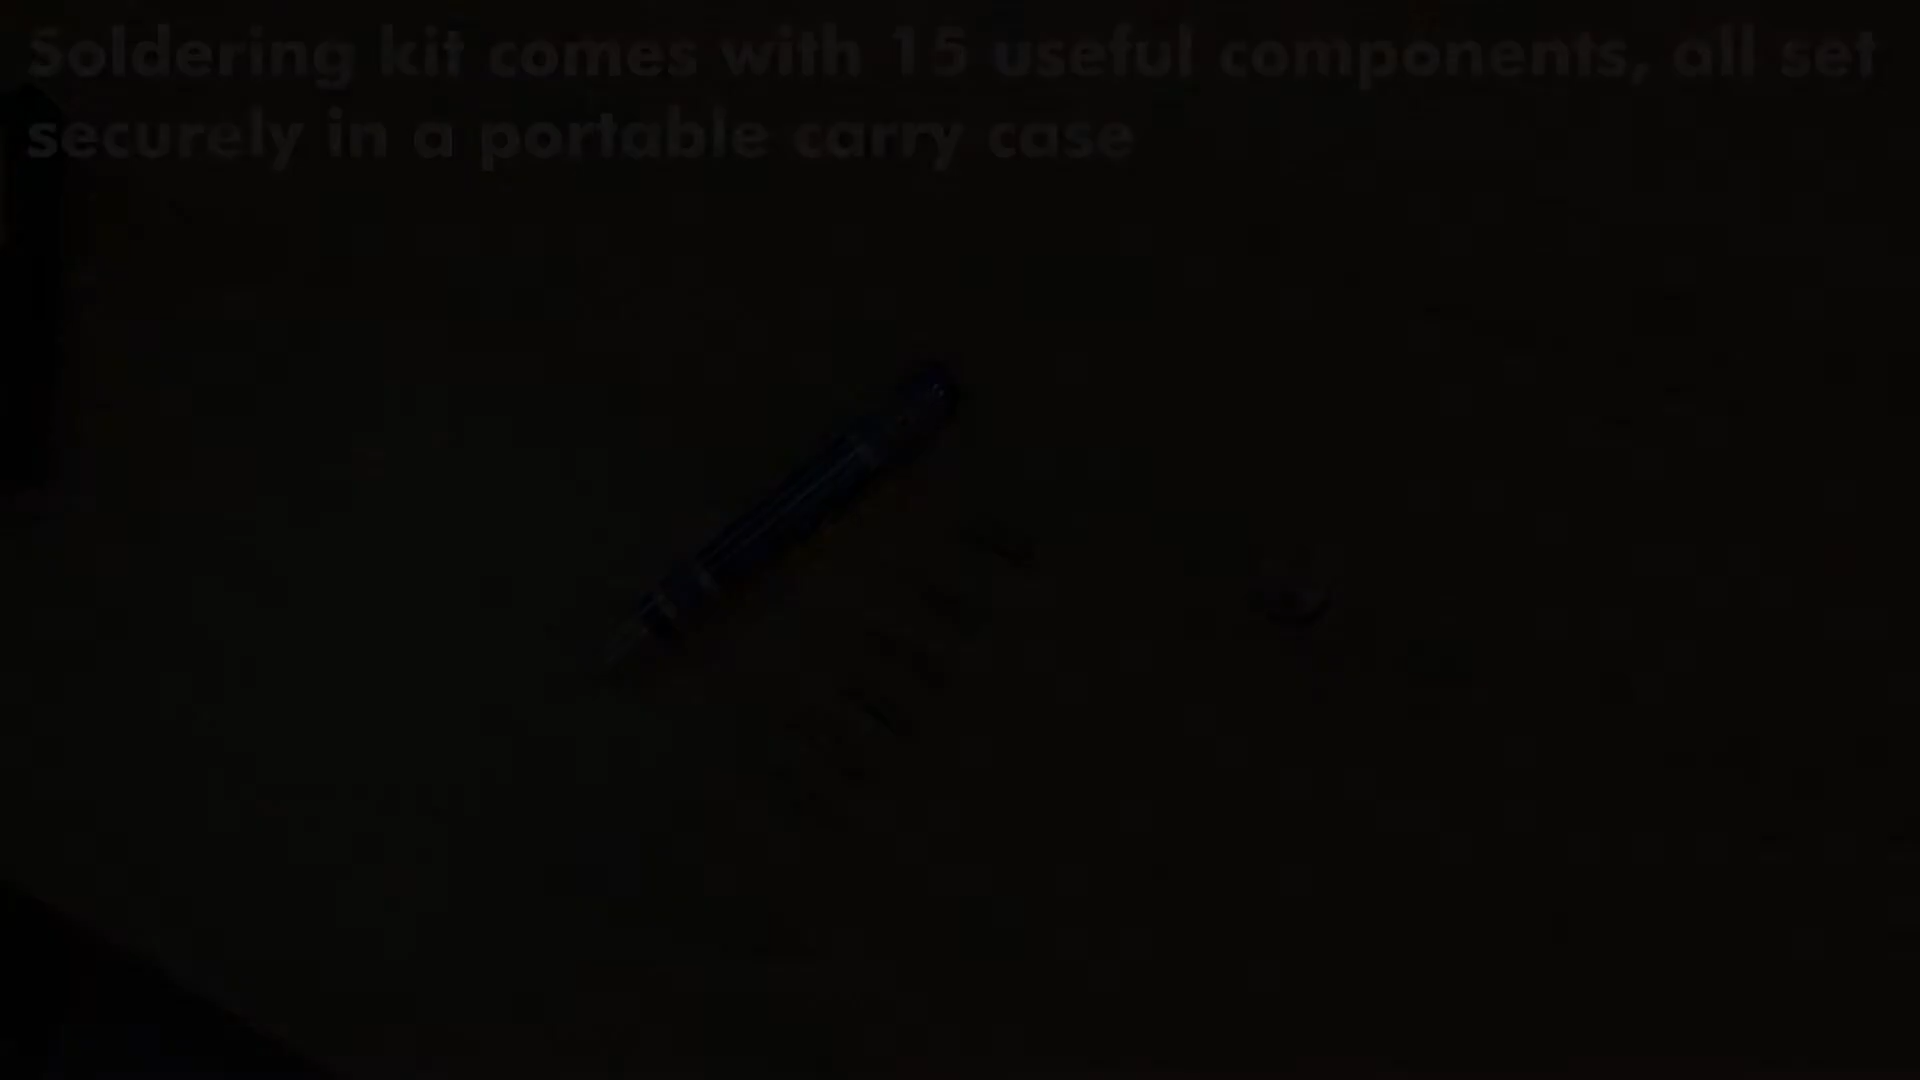 Soldering kit comes with 15 useful components, all set
securely in a portable carry case